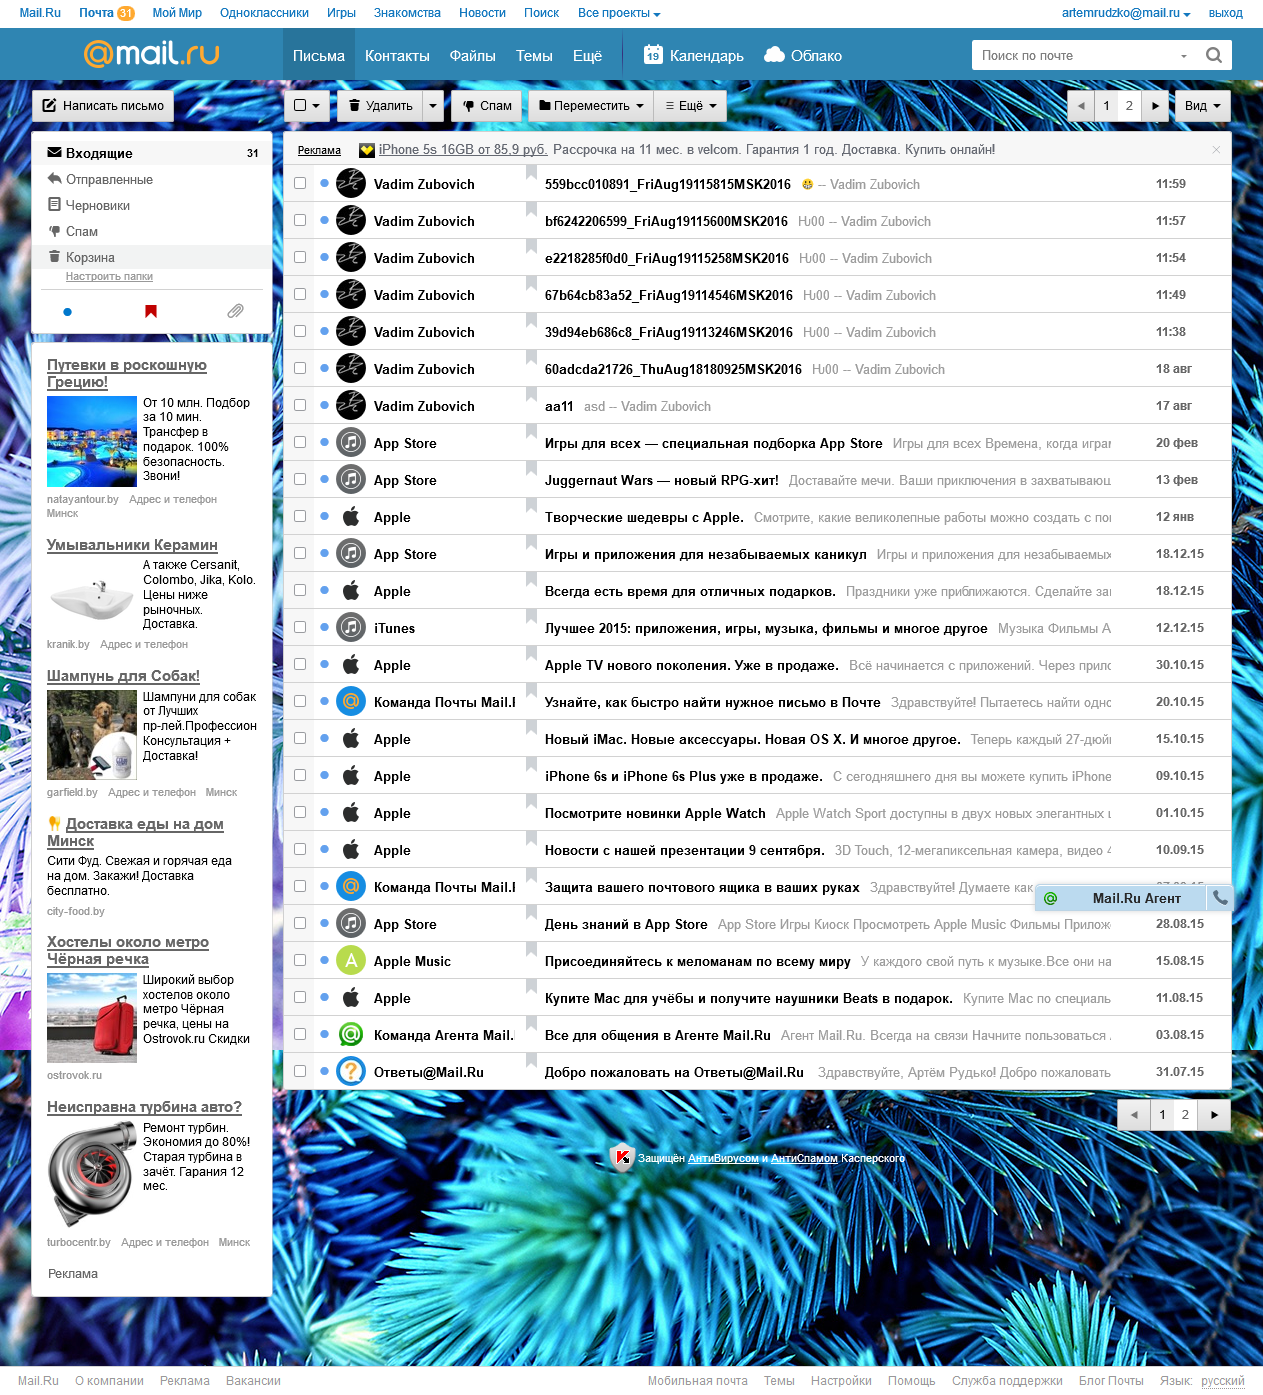 Mail.Ru Почта 31 Мой Мир Одноклассники Игры Знакомства Новости Поиск Все проекты artemrudzko@mail.ru выход
@mail.ru Письма Контакты Файлы Темы Ещё 19 Календарь Облако Поиск по почте
Написать письмо Удалить Спам Переместить Ещё 1 2 Вид
Входящие 31
Отправленные
Черновики
Спам
Корзина
Настроить папки
Путевки в роскошную
Грецию!
От 10 млн. Подбор
за 10 мин.
Трансфер в
подарок. 100%
безопасность.
Звони!
natayantour.by Адрес и телефон
Минск
Умывальники Керамин
А также Cersanit,
Colombo, Jika, Kolo.
Цены ниже
рыночных.
Доставка.
kranik.by Адрес и телефон
Шампунь для Собак!
Шампуни для собак
от Лучших
пр-лей.Профессион
Консультация +
Доставка!
garfield.by Адрес и телефон Минск
Доставка еды на дом
Минск
Сити Фуд. Свежая и горячая еда
на дом. Закажи! Доставка
бесплатно.
city-food.by
Хостелы около метро
Чёрная речка
Широкий выбор
хостелов около
метро Чёрная
речка, цены на
Ostrovok.ru Скидки
ostrovok.ru
Неисправна турбина авто?
Ремонт турбин.
Экономия до 80%!
Старая турбина в
зачёт. Гарания 12
мес.
turbocentr.by Адрес и телефон Минск
Реклама
Реклама iPhone 5s 16GB от 85,9 руб. Рассрочка на 11 мес. в velcom. Гарантия 1 год. Доставка. Купить онлайн!
Vadim Zubovich 559bcc010891_FriAug19115815MSK2016 -- Vadim Zubovich 11:59
Vadim Zubovich bf6242206599_FriAug19115600MSK2016 Њ00 -- Vadim Zubovich 11:57
Vadim Zubovich e2218285f0d0_FriAug19115258MSK2016 Њ00 -- Vadim Zubovich 11:54
Vadim Zubovich 67b64cb83a52_FriAug19114546MSK2016 Њ00 -- Vadim Zubovich 11:49
Vadim Zubovich 39d94eb686c8_FriAug19113246MSK2016 Њ00 -- Vadim Zubovich 11:38
Vadim Zubovich 60adcda21726_ThuAug18180925MSK2016 Њ00 -- Vadim Zubovich 18 авг
Vadim Zubovich aa11 asd -- Vadim Zubovich 17 авг
App Store Игры для всех — специальная подборка App Store Игры для всех Времена, когда играм 20 фев
App Store Juggernaut Wars — новый RPG-хит! Доставайте мечи. Ваши приключения в захватывающ 13 фев
Apple Творческие шедевры с Apple. Смотрите, какие великолепные работы можно создать с по 12 янв
App Store Игры и приложения для незабываемых каникул Игры и приложения для незабываемых 18.12.15
Apple Всегда есть время для отличных подарков. Праздники уже приближаются. Сделайте за 18.12.15
iTunes Лучшее 2015: приложения, игры, музыка, фильмы и многое другое Музыка Фильмы A 12.12.15
Apple Apple TV нового поколения. Уже в продаже. Всё начинается с приложений. Через прило 30.10.15
Команда Почты Mail. Узнайте, как быстро найти нужное письмо в Почте Здравствуйте! Пытаетесь найти одно 20.10.15
Apple Новый iMac. Новые аксессуары. Новая OS X. И многое другое. Теперь каждый 27-дюй 15.10.15
Apple iPhone 6s и iPhone 6s Plus уже в продаже. С сегодняшнего дня вы можете купить iPhone 09.10.15
Apple Посмотрите новинки Apple Watch Apple Watch Sport доступны в двух новых элегантных 01.10.15
Apple Новости с нашей презентации 9 сентября. 3D Touch, 12-мегапиксельная камера, видео 4 10.09.15
Команда Почты Mail. Защита вашего почтового ящика в ваших руках Здравствуйте! Думаете как
Mail.Ru Агент
App Store День знаний в App Store App Store Игры Киоск Просмотреть Apple Music Фильмы Прилож 28.08.15
A Apple Music Присоединяйтесь к меломанам по всему миру У каждого свой путь к музыке.Все они на 15.08.15
Apple Купите Mac для учёбы и получите наушники Beats в подарок. Купите Mac по специаль 11.08.15
Команда Агента Mail. Все для общения в Агенте Mail.Ru Агент Mail.Ru. Всегда на связи Начните пользоваться 03.08.15
Ответы@Mail.Ru Добро пожаловать на Ответы@Mail.Ru Здравствуйте, Артём Рудько! Добро пожаловать 31.07.15
1 2
Защищён АнтиВирусом и АнтиСпамом Касперского
Mail.Ru О компании Реклама Вакансии Мобильная почта Темы Настройки Помощь Служба поддержки Блог Почты Язык: русский